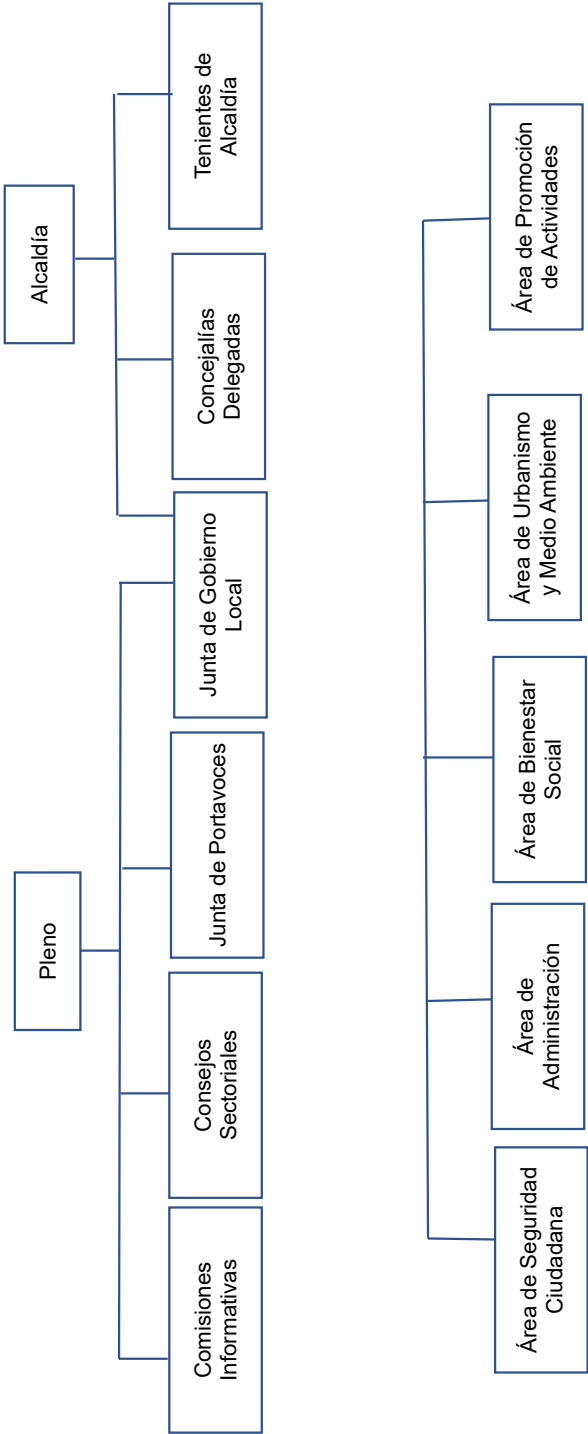 Pleno
Alcaldía
Comisiones
Informativas
Consejos
Sectoriales
Junta de Portavoces
Junta de Gobierno
Local
Concejalías
Delegadas
Tenientes de
Alcaldía
Área de Seguridad
Ciudadana
Área de
Administración
Área de Bienestar
Social
Área de Urbanismo
y Medio Ambiente
Área de Promoción
de Actividades